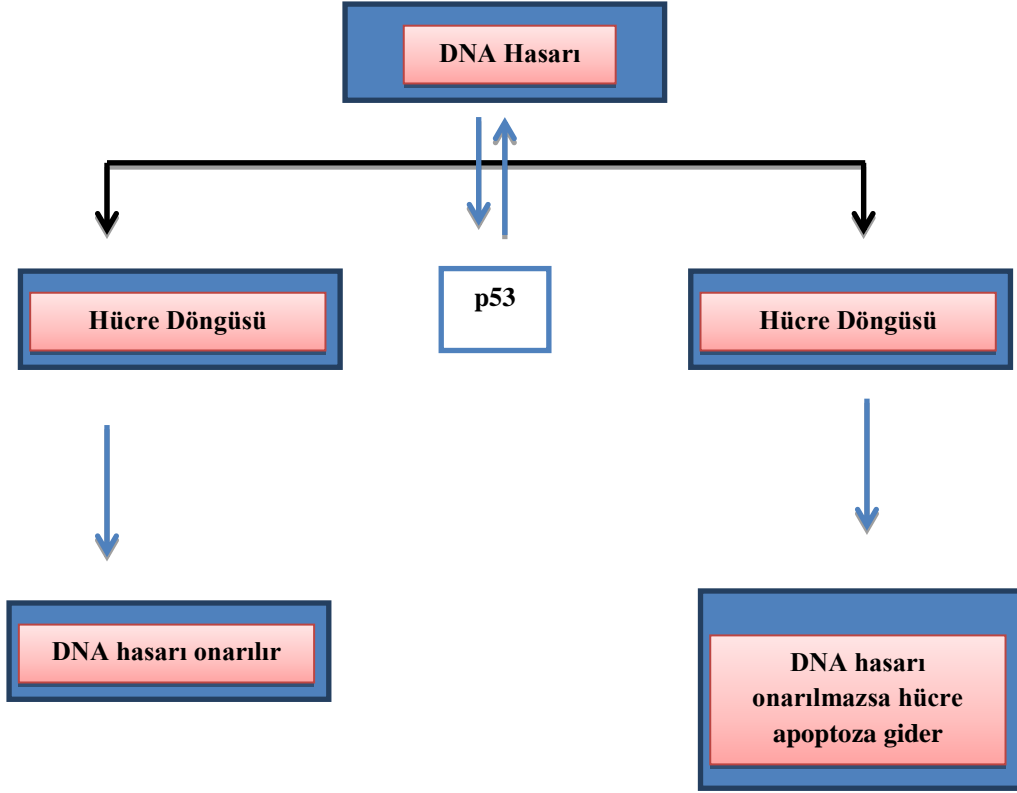 DNA Hasarı
Hücre Döngüsü
p53
Hücre Döngüsü
DNA hasarı onarılır
DNA hasarı
onarılmazsa hücre
apoptoza gider